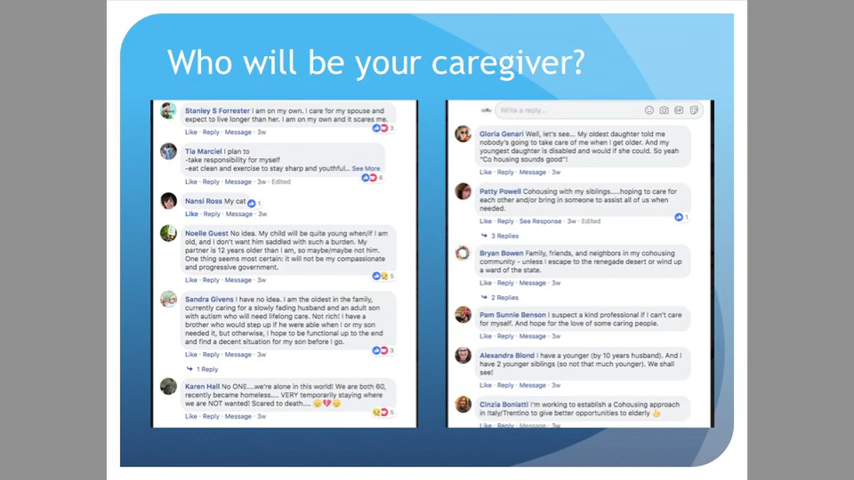 Who will be your caregiver?
Stanley S Forrester I am on my own. I care for my spouse and
expect to live longer than her. I am on my own and it scares me.
3
Like · Reply · Message · 3w
Tia Marciel I plan to
-take responsibility for myself
-eat clean and exercise to stay sharp and youthful... See More
6
Like · Reply · Message · 3w · Edited
Nansi Ross My cat
1
Like · Reply · Message · 3w
Noelle Guest No idea. My child will be quite young when/if I am
old, and I don't want him saddled with such a burden. My
partner is 12 years older than I am, so maybe/maybe not him.
One thing seems most certain: it will not be my compassionate
and progressive government.
5
Like · Reply · Message · 3w
Sandra Givens I have no idea. I am the oldest in the family,
currently caring for a slowly fading husband and an adult son
with autism who will need lifelong care. Not rich! I have a
brother who would step up if he were able when I or my son
needed it, but otherwise, I hope to be functional up to the end
and find a decent situation for my son before I go.
3
Like · Reply · Message · 3w
1 Reply
Karen Hall No ONE....we're alone in this world! We are both 60,
recently became homeless.... VERY temporarily staying where
we are NOT wanted! Scared to death.... 😔💔😔
5
Like · Reply · Message · 3w
Write a reply...
GIF
Gloria Genari Well, let's see... My oldest daughter told me
nobody's going to take care of me when I get older. And my
youngest daughter is disabled and would if she could. So yeah
"Co housing sounds good"!
Like · Reply · Message · 3w
Patty Powell Cohousing with my siblings.....hoping to care for
each other and/or bring in someone to assist all of us when
needed.
1
Like · Reply · See Response · 3w · Edited
3 Replies
Bryan Bowen Family, friends, and neighbors in my cohousing
community - unless I escape to the renegade desert or wind up
a ward of the state.
Like · Reply · Message · 3w
2 Replies
Pam Sunnie Benson I suspect a kind professional if I can't care
for myself. And hope for the love of some caring people.
Like · Reply · Message · 3w
Alexandra Blond I have a younger (by 10 years husband). And I
have 2 younger siblings (so not that much younger). We shall
see!
Like · Reply · Message · 3w
Cinzia Boniatti I'm working to establish a Cohousing approach
in Italy/Trentino to give better opportunities to elderly 👍
Like · Reply · Message · 3w